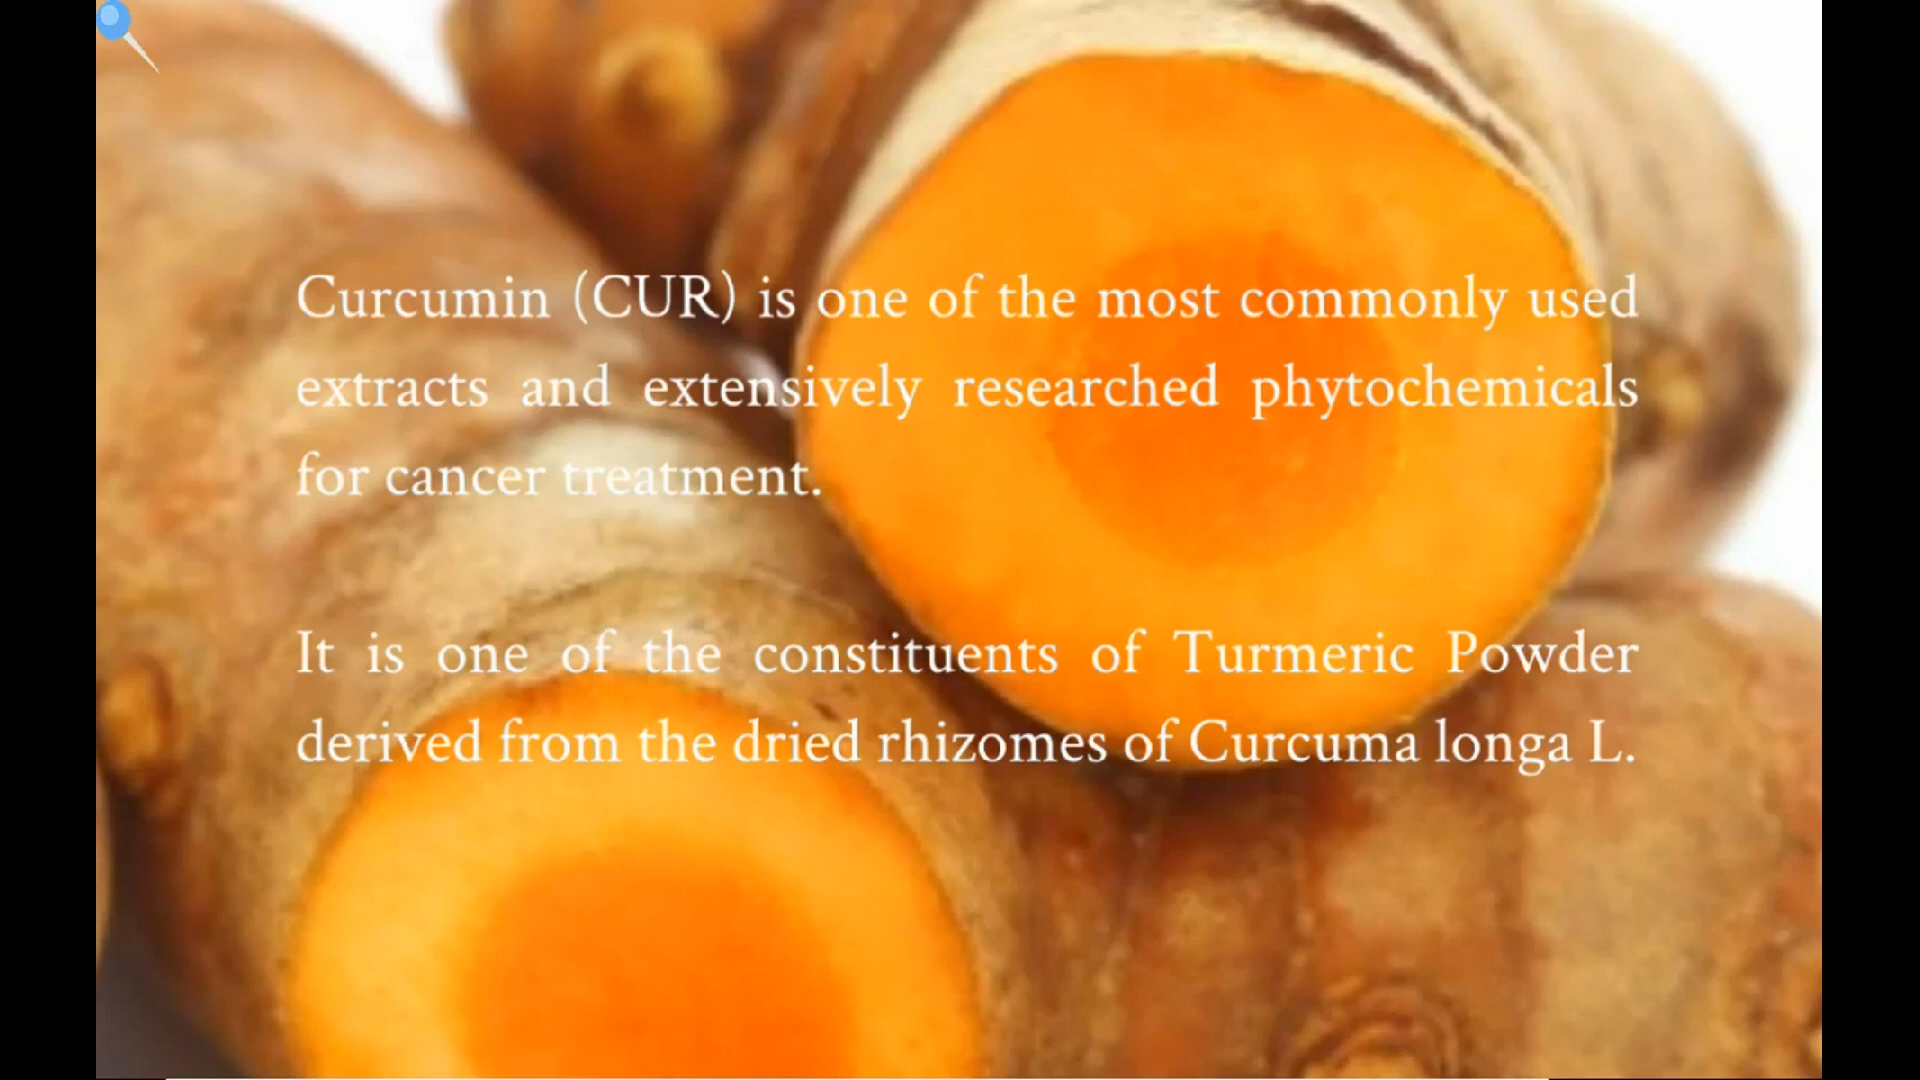 Curcumin (CUR) is one of the most commonly used
extracts and extensively researched phytochemicals
for cancer treatment.
It is one of the constituents of Turmeric Powder
derived from the dried rhizomes of Curcuma longa L.